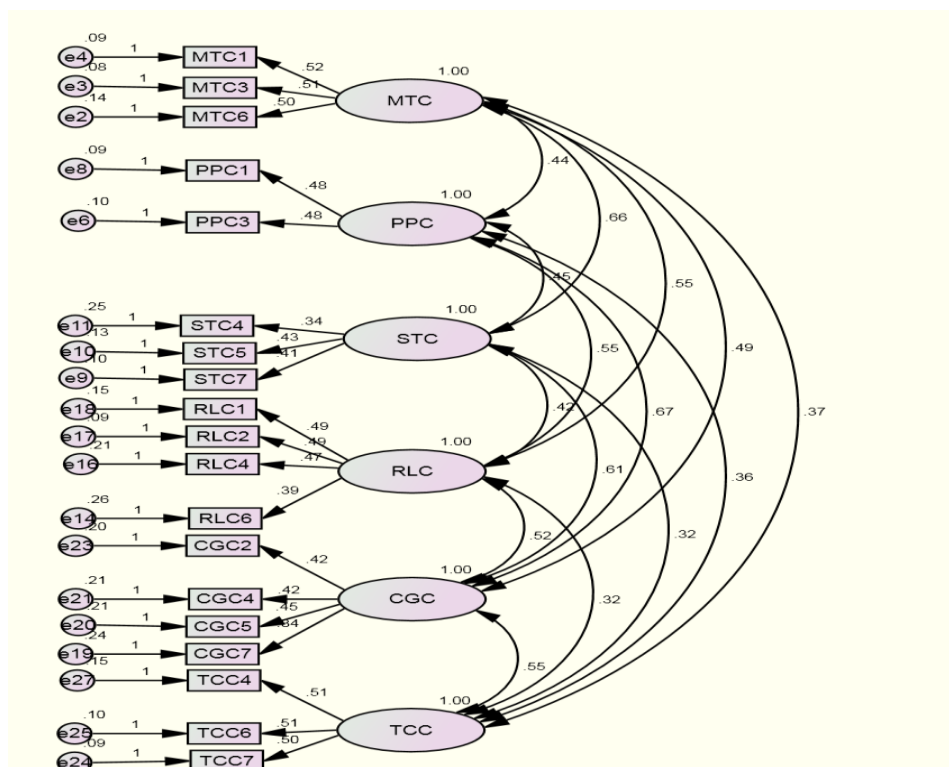 .09
e4 1 MTC1
.52
1.00
.08
e3 1 MTC3
.51
MTC
.14
e2 1 MTC6
.50
.09
e8 1 PPC1
.44
.48
1.00
.10
e6 1 PPC3
.48
PPC
.66
.45
.55
.25
e11 1 STC4
.34
1.00
.13
e10 1 STC5
.43
STC
.41
.10
e9 1 STC7
.55
.49
.15
e18 1 RLC1
.42
.67
.37
.09
e17 1 RLC2
.49
.49
1.00
.21
e16 1 RLC4
.47
RLC
.61
.36
.39
.26
e14 1 RLC6
.20
e23 1 CGC2
.52
.32
.42
1.00
.21
e21 1 CGC4
.42
CGC
.32
.45
.21
e20 1 CGC5
.24
e19 1 CGC7
.15
e27 1 TCC4
.55
.51
1.00
.10
e25 1 TCC6
.51
TCC
.50
.09
e24 1 TCC7